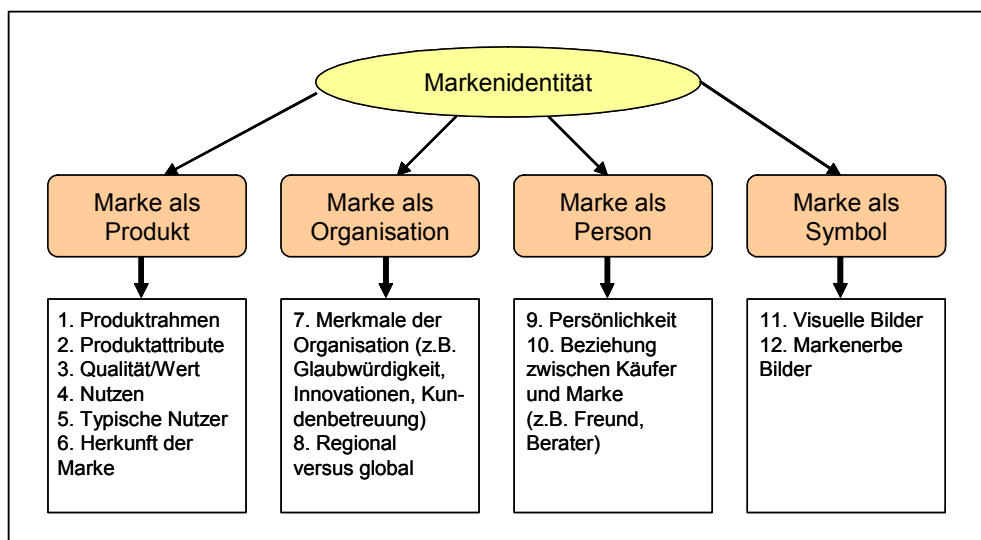 Markenidentität
Marke als
Produkt
Marke als
Organisation
Marke als
Person
Marke als
Symbol
1. Produktrahmen
2. Produktattribute
3. Qualität/Wert
4. Nutzen
5. Typische Nutzer
6. Herkunft der
Marke
7. Merkmale der
Organisation (z.B.
Glaubwürdigkeit,
Innovationen, Kun-
denbetreuung)
8. Regional
versus global
9. Persönlichkeit
10. Beziehung
zwischen Käufer
und Marke
(z.B. Freund,
Berater)
11. Visuelle Bilder
12. Markenerbe
Bilder